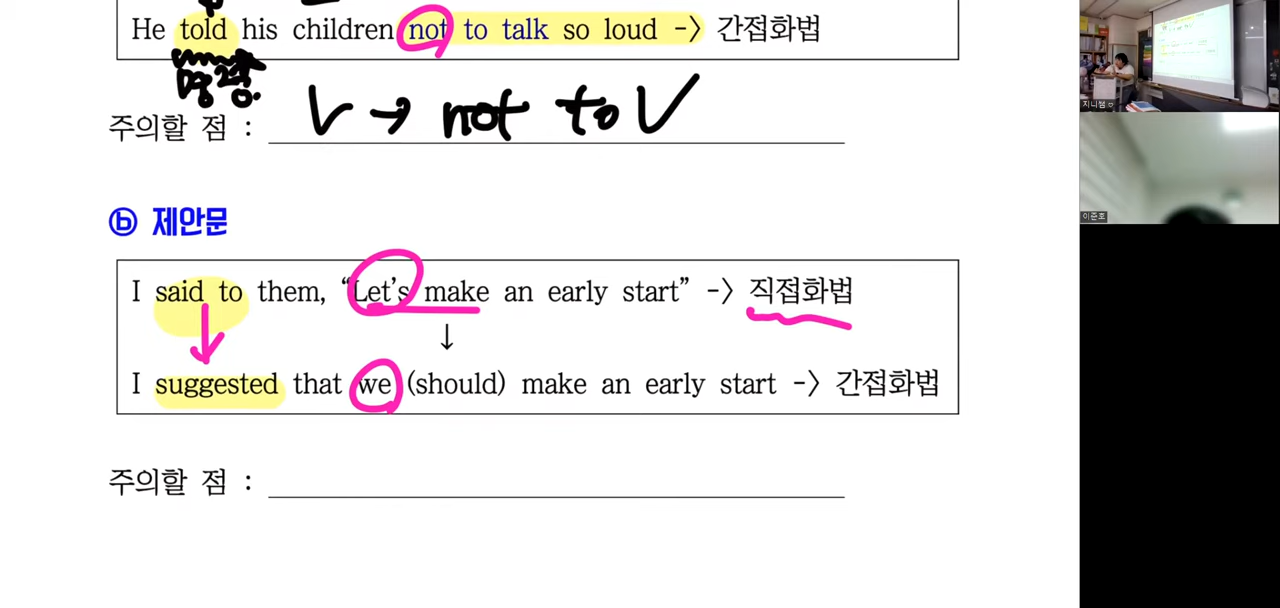 He told his children not to talk so loud -> 간접화법
명령.
주의할 점 : V → not to V
ⓑ 제안문
I said to them, “Let’s make an early start” -> 직접화법
↓
I suggested that we (should) make an early start -> 간접화법
주의할 점 :
지니쌤
이준호